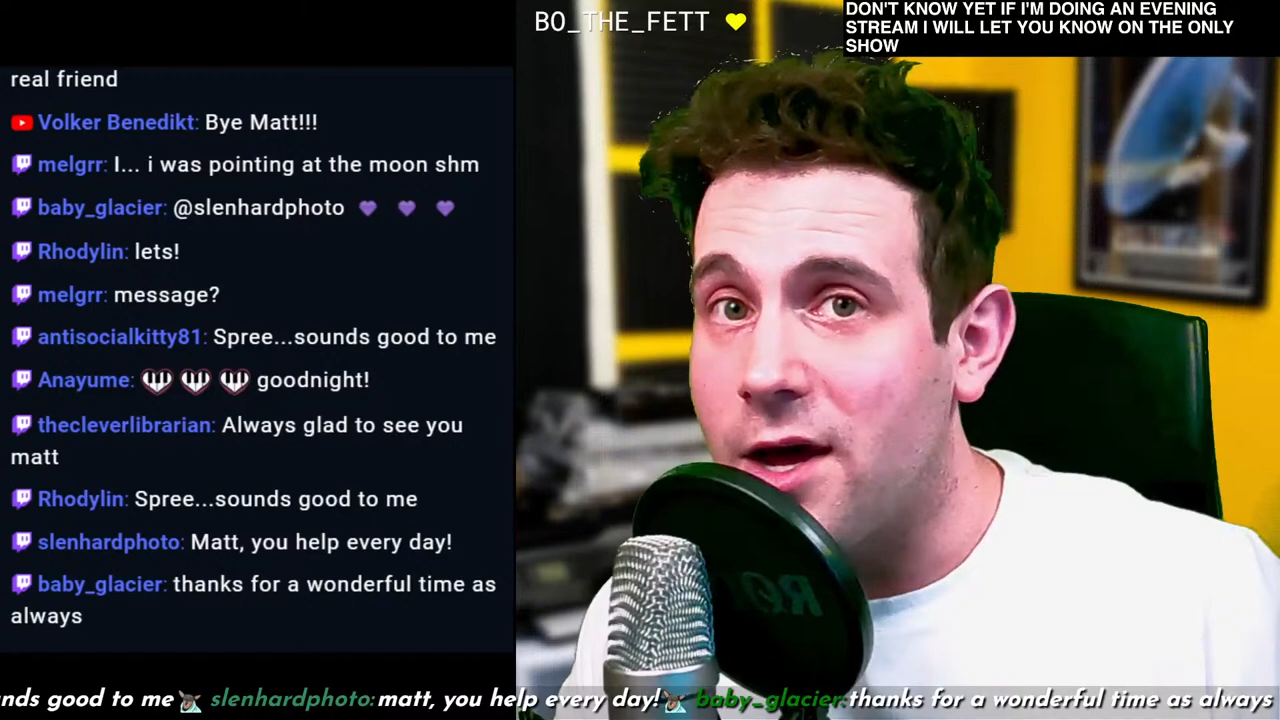 BO_THE_FETT
DON'T KNOW YET IF I'M DOING AN EVENING
STREAM I WILL LET YOU KNOW ON THE ONLY
SHOW
real friend
Volker Benedikt: Bye Matt!!!
melgrr: I... i was pointing at the moon shm
baby_glacier: @slenhardphoto 💜 💜 💜
Rhodylin: lets!
melgrr: message?
antisocialkitty81: Spree...sounds good to me
Anayume: goodnight!
thecleverlibrarian: Always glad to see you
matt
Rhodylin: Spree...sounds good to me
slenhardphoto: Matt, you help every day!
baby_glacier: thanks for a wonderful time as
always
nds good to me slenhardphoto: matt, you help every day! baby_glacier: thanks for a wonderful time as always